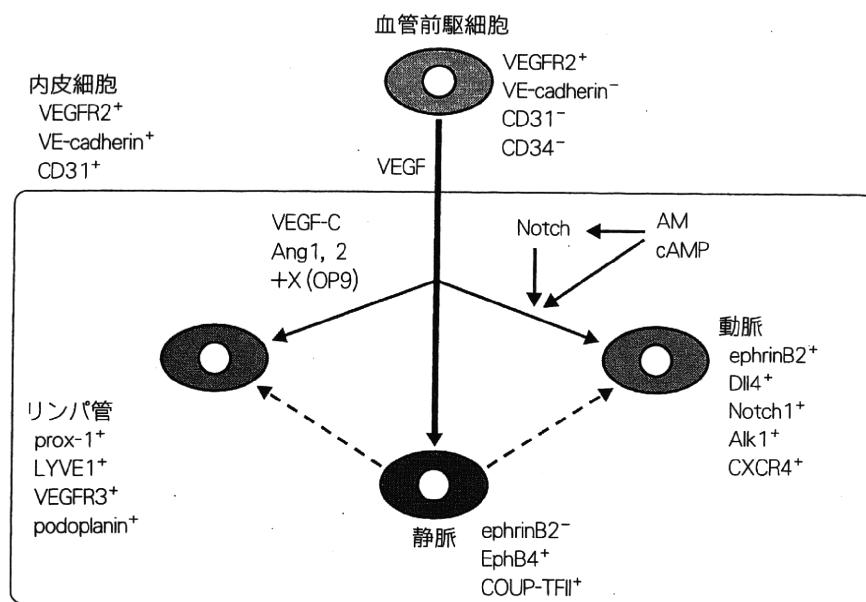 血管前駆細胞
VEGFR2⁺
VE-cadherin⁻
CD31⁻
CD34⁻
内皮細胞
VEGFR2⁺
VE-cadherin⁺
CD31⁺
VEGF
VEGF-C
Ang1, 2
+X(OP9)
Notch
AM
cAMP
動脈
ephrinB2⁺
Dll4⁺
Notch1⁺
Alk1⁺
CXCR4⁺
リンパ管
prox-1⁺
LYVE1⁺
VEGFR3⁺
podoplanin⁺
静脈
ephrinB2⁻
EphB4⁺
COUP-TFII⁺